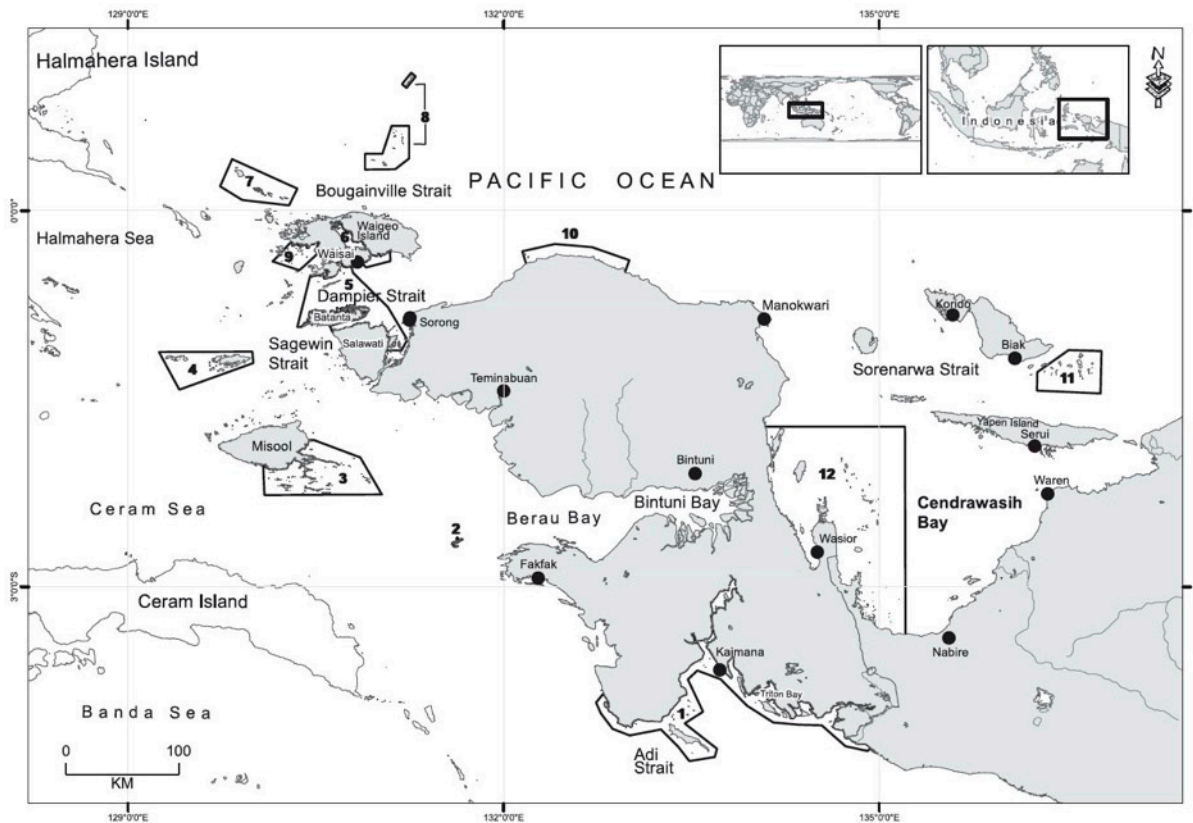 129°0'0"E
132°0'0"E
135°0'0"E
Halmahera Island
N
Indonesia
8
7
Bougainville Strait
PACIFIC OCEAN
0°0'0"
Halmahera Sea
Waigeo
Island
6
9
Waisai
10
5
Dampier Strait
Batanta
Sorong
Manokwari
Korido
Biak
Sagewin
Strait
Salawati
4
Sorenarwa Strait
11
Teminabuan
Misool
3
Yapen Island
Serui
Bintuni
12
Waren
Ceram Sea
2
Berau Bay
Bintuni Bay
Cendrawasih
Bay
Wasior
Fakfak
3°0'0"S
Ceram Island
Kaimana
Nabire
Triton Bay
1
Banda Sea
Adi
Strait
0
100
KM
129°0'0"E
132°0'0"E
135°0'0"E